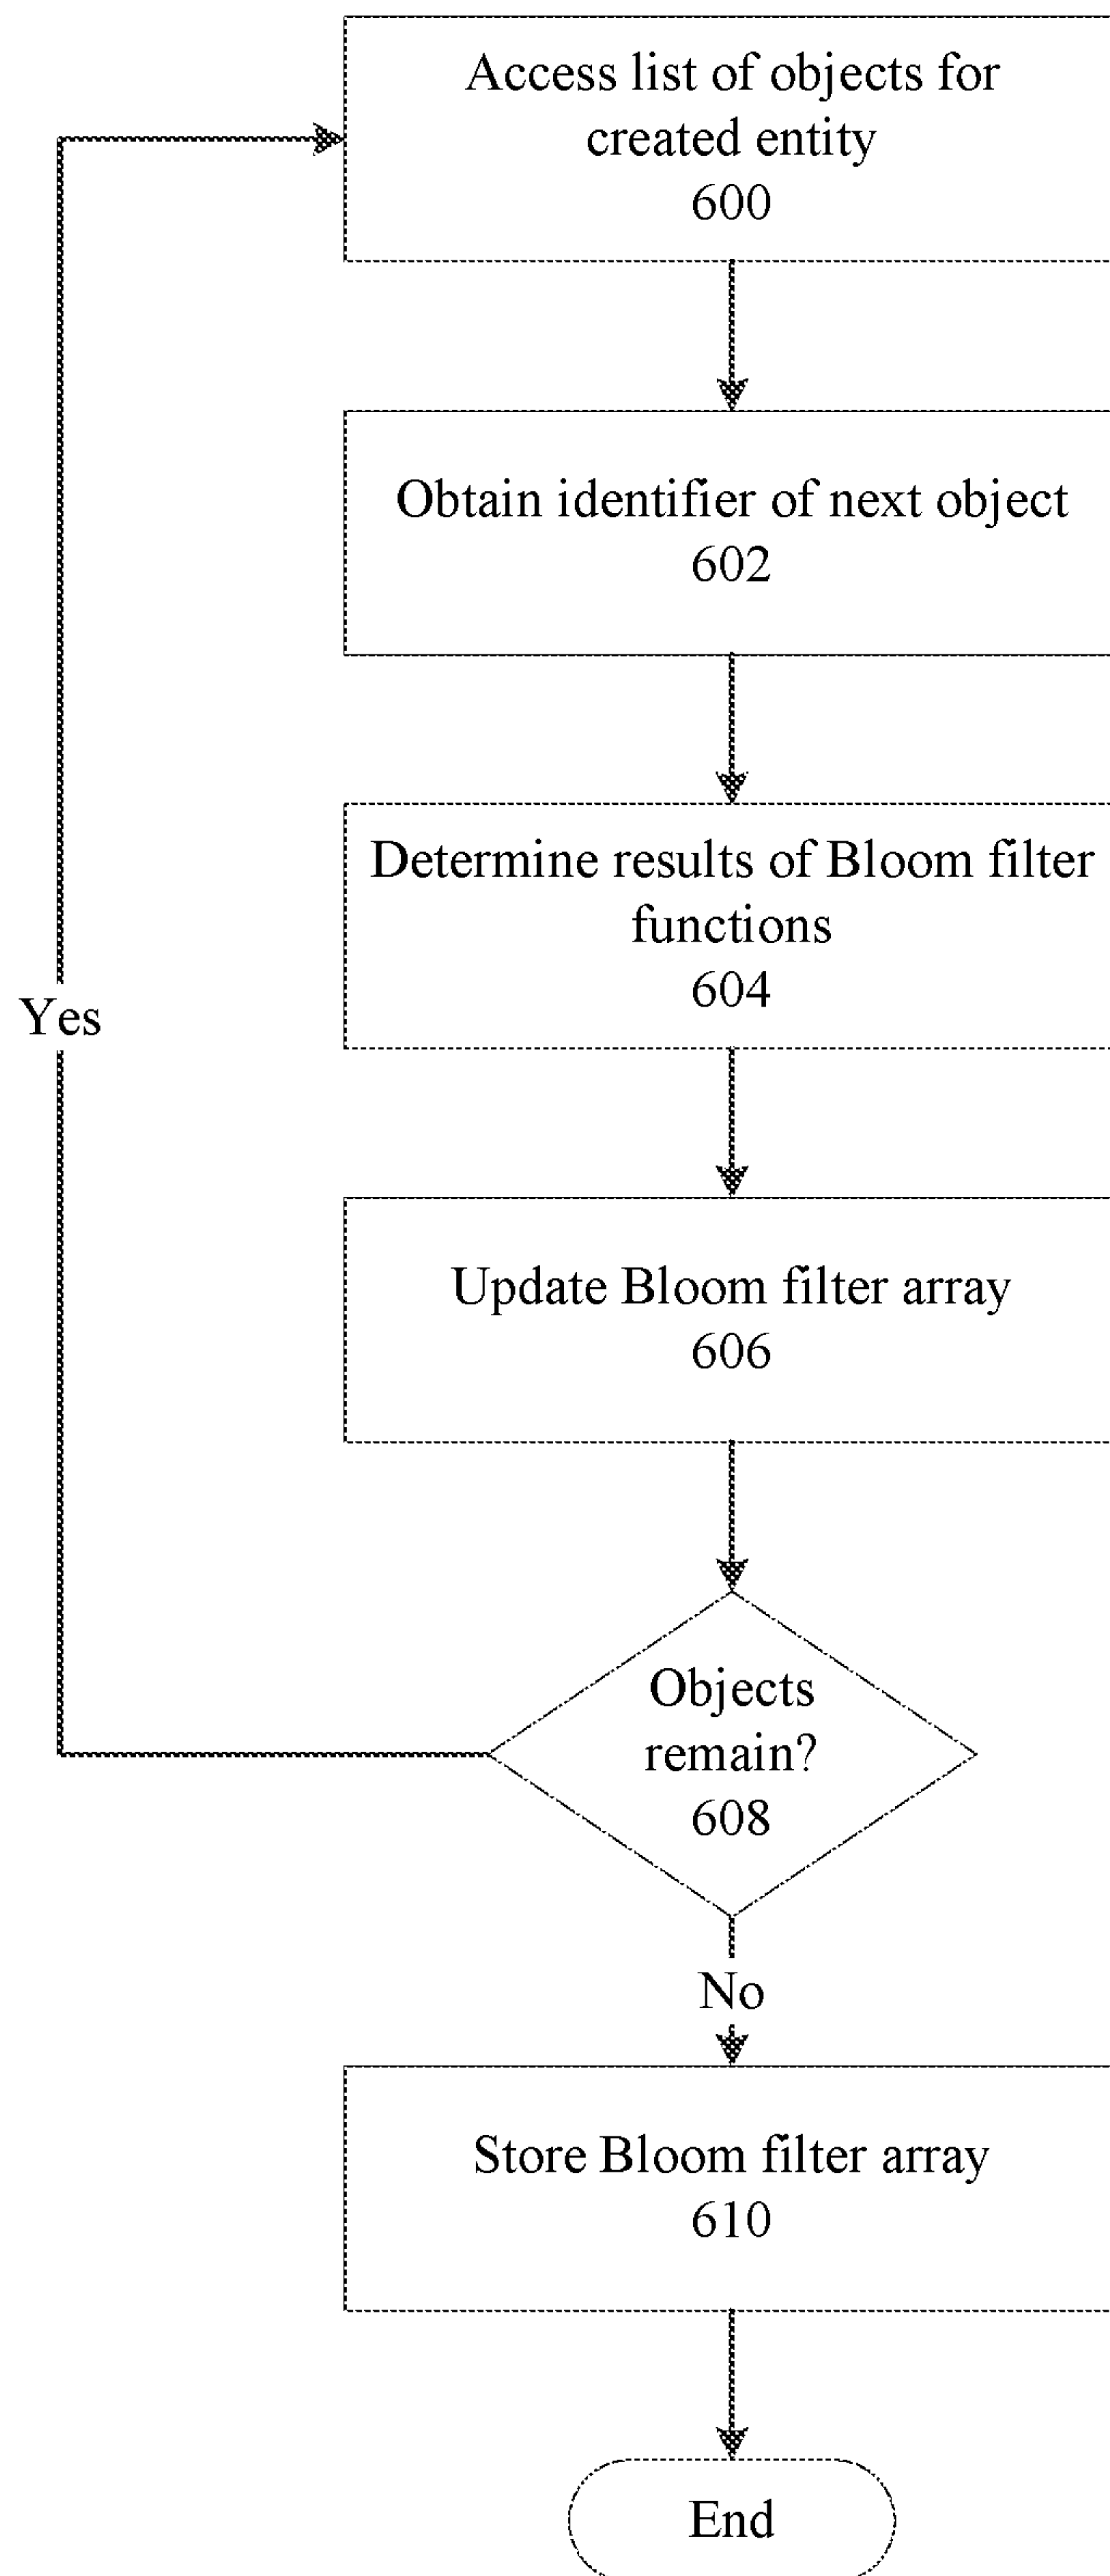 Access list of objects for
created entity
600
Obtain identifier of next object
602
Determine results of Bloom filter
functions
604
Yes
Update Bloom filter array
606
Objects
remain?
608
No
Store Bloom filter array
610
End